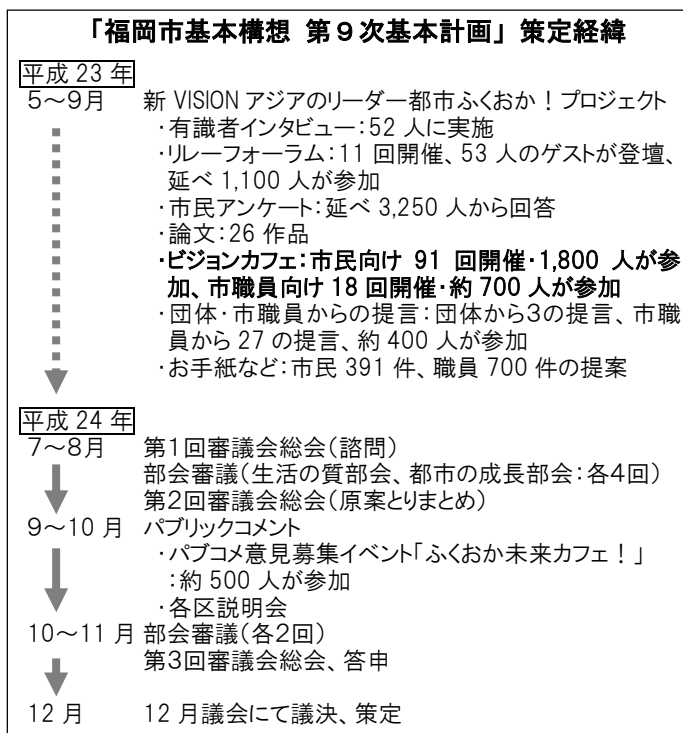 「福岡市基本構想 第9次基本計画」策定経緯
平成 23 年
5～9月 新 VISION アジアのリーダー都市ふくおか！プロジェクト
・有識者インタビュー：52 人に実施
・リレーフォーラム：11 回開催、53 人のゲストが登壇、
延べ 1,100 人が参加
・市民アンケート：延べ 3,250 人から回答
・論文：26 作品
・ビジョンカフェ：市民向け 91 回開催・1,800 人が参
加、市職員向け 18 回開催・約 700 人が参加
・団体・市職員からの提言：団体から3の提言、市職
員から 27 の提言、約 400 人が参加
・お手紙など：市民 391 件、職員 700 件の提案
平成 24 年
7～8月 第1回審議会総会（諮問）
部会審議（生活の質部会、都市の成長部会：各4回）
第2回審議会総会（原案とりまとめ）
9～10 月 パブリックコメント
・パブコメ意見募集イベント「ふくおか未来カフェ！」
：約 500 人が参加
・各区説明会
10～11 月 部会審議（各2回）
第3回審議会総会、答申
12 月 12 月議会にて議決、策定